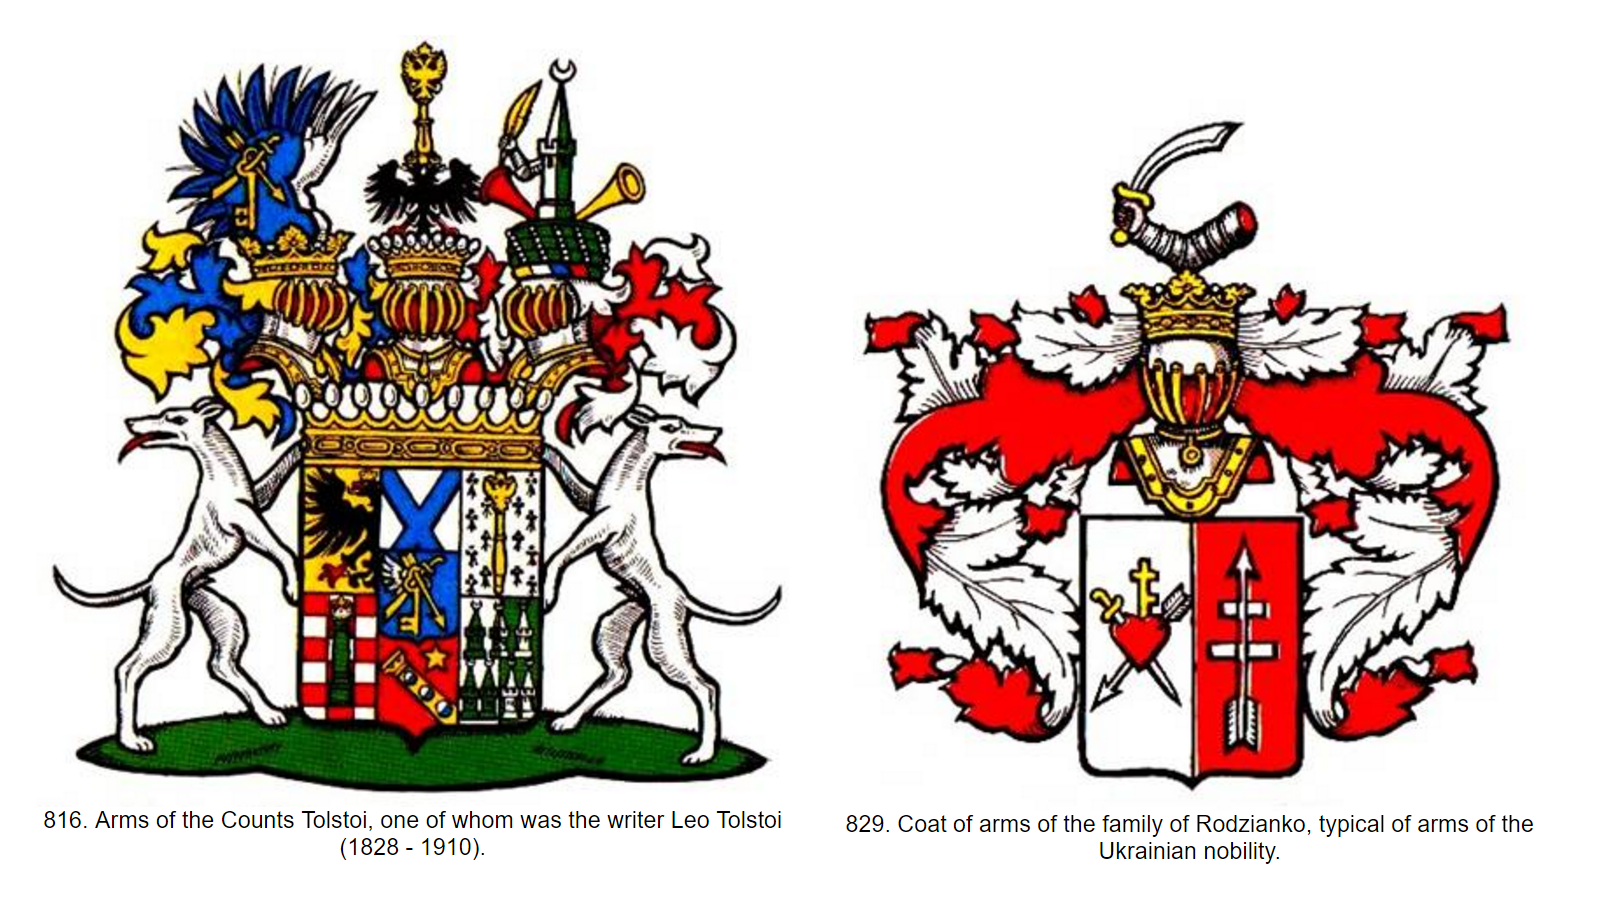 816. Arms of the Counts Tolstoi, one of whom was the writer Leo Tolstoi
(1828 - 1910).
829. Coat of arms of the family of Rodzianko, typical of arms of the
Ukrainian nobility.